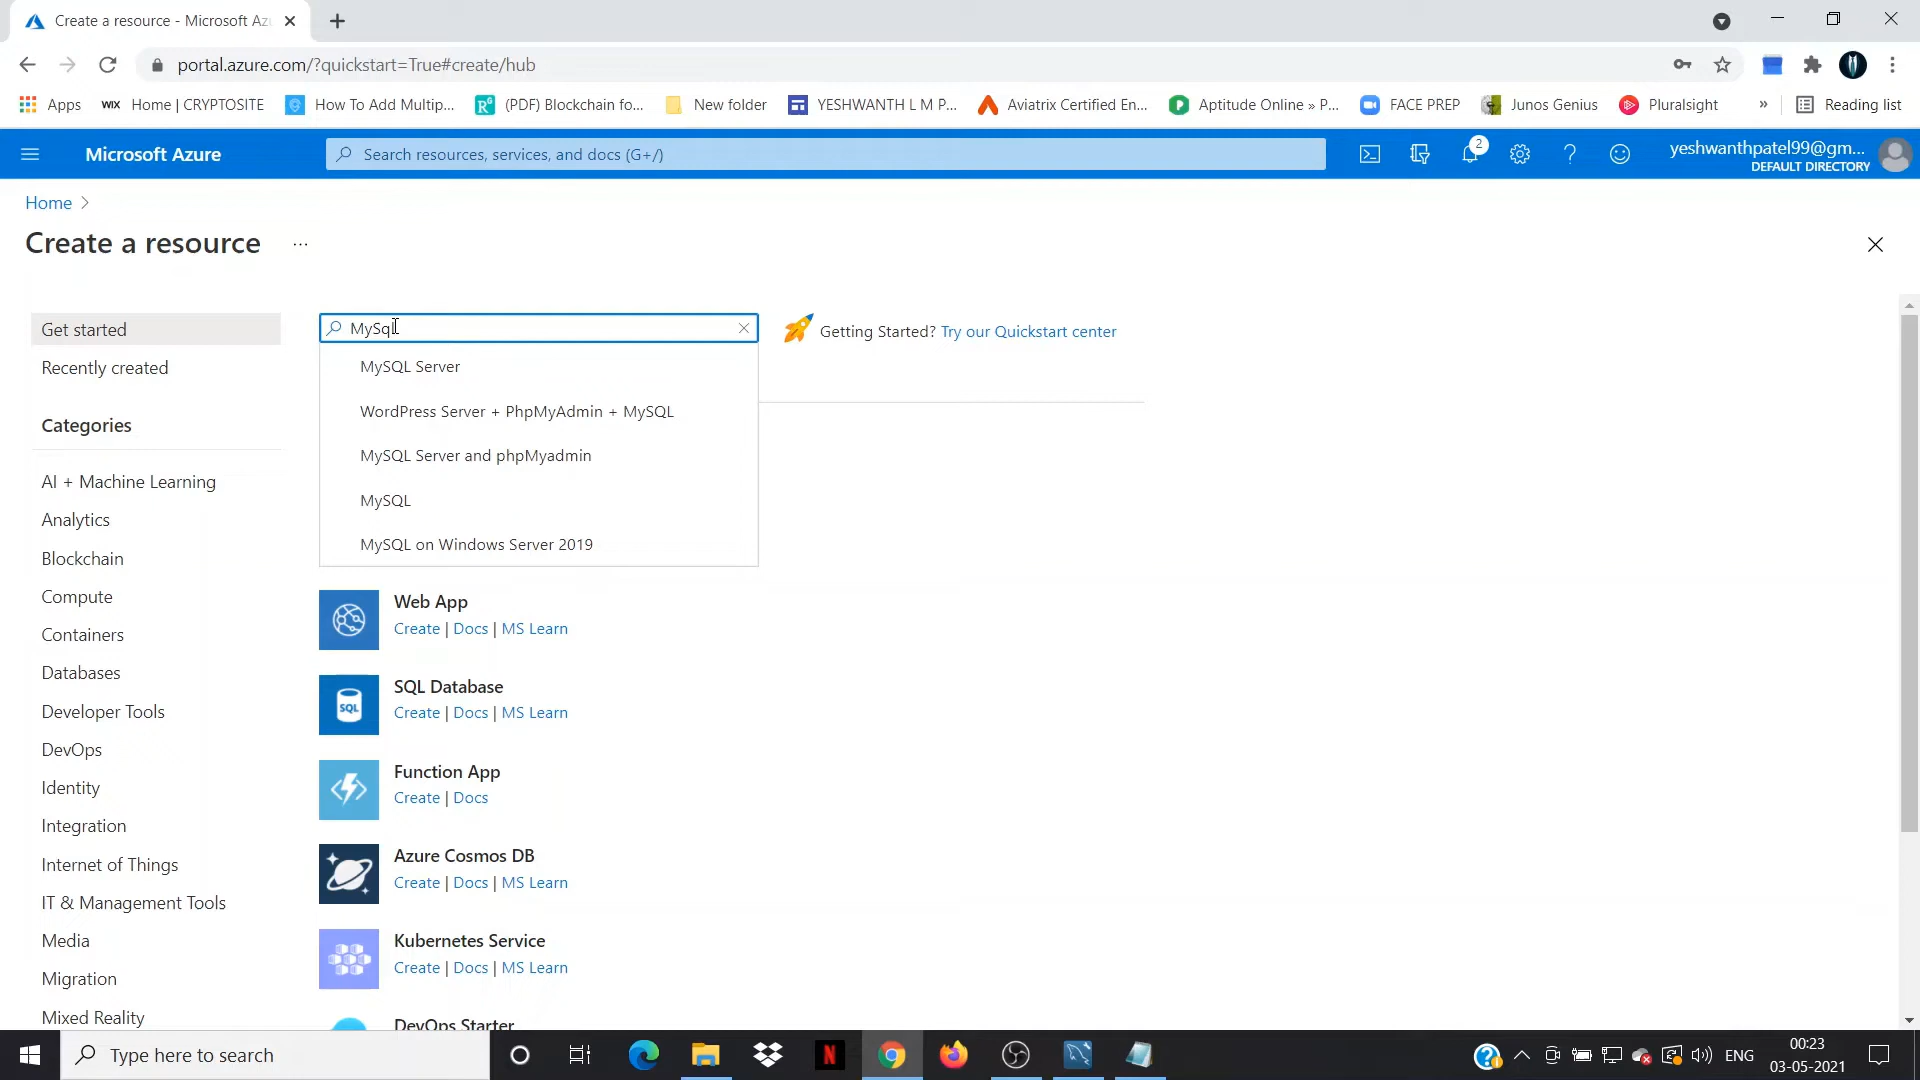 Create a resource - Microsoft Az
portal.azure.com/?quickstart=True#create/hub
Apps
WIX Home | CRYPTOSITE
How To Add Multip...
(PDF) Blockchain fo...
New folder
YESHWANTH L M P...
Aviatrix Certified En...
Aptitude Online » P...
FACE PREP
Junos Genius
Pluralsight
»
Reading list
Microsoft Azure
Search resources, services, and docs (G+/)
2
yeshwanthpatel99@gm...
DEFAULT DIRECTORY
Home >
Create a resource ...
Get started
Recently created
Categories
AI + Machine Learning
Analytics
Blockchain
Compute
Containers
Databases
Developer Tools
DevOps
Identity
Integration
Internet of Things
IT & Management Tools
Media
Migration
Mixed Reality
MySql
MySQL Server
WordPress Server + PhpMyAdmin + MySQL
MySQL Server and phpMyadmin
MySQL
MySQL on Windows Server 2019
Getting Started? Try our Quickstart center
Web App
Create | Docs | MS Learn
SQL
SQL Database
Create | Docs | MS Learn
Function App
Create | Docs
Azure Cosmos DB
Create | Docs | MS Learn
Kubernetes Service
Create | Docs | MS Learn
DevOps Starter
Type here to search
N
ENG
00:23
03-05-2021